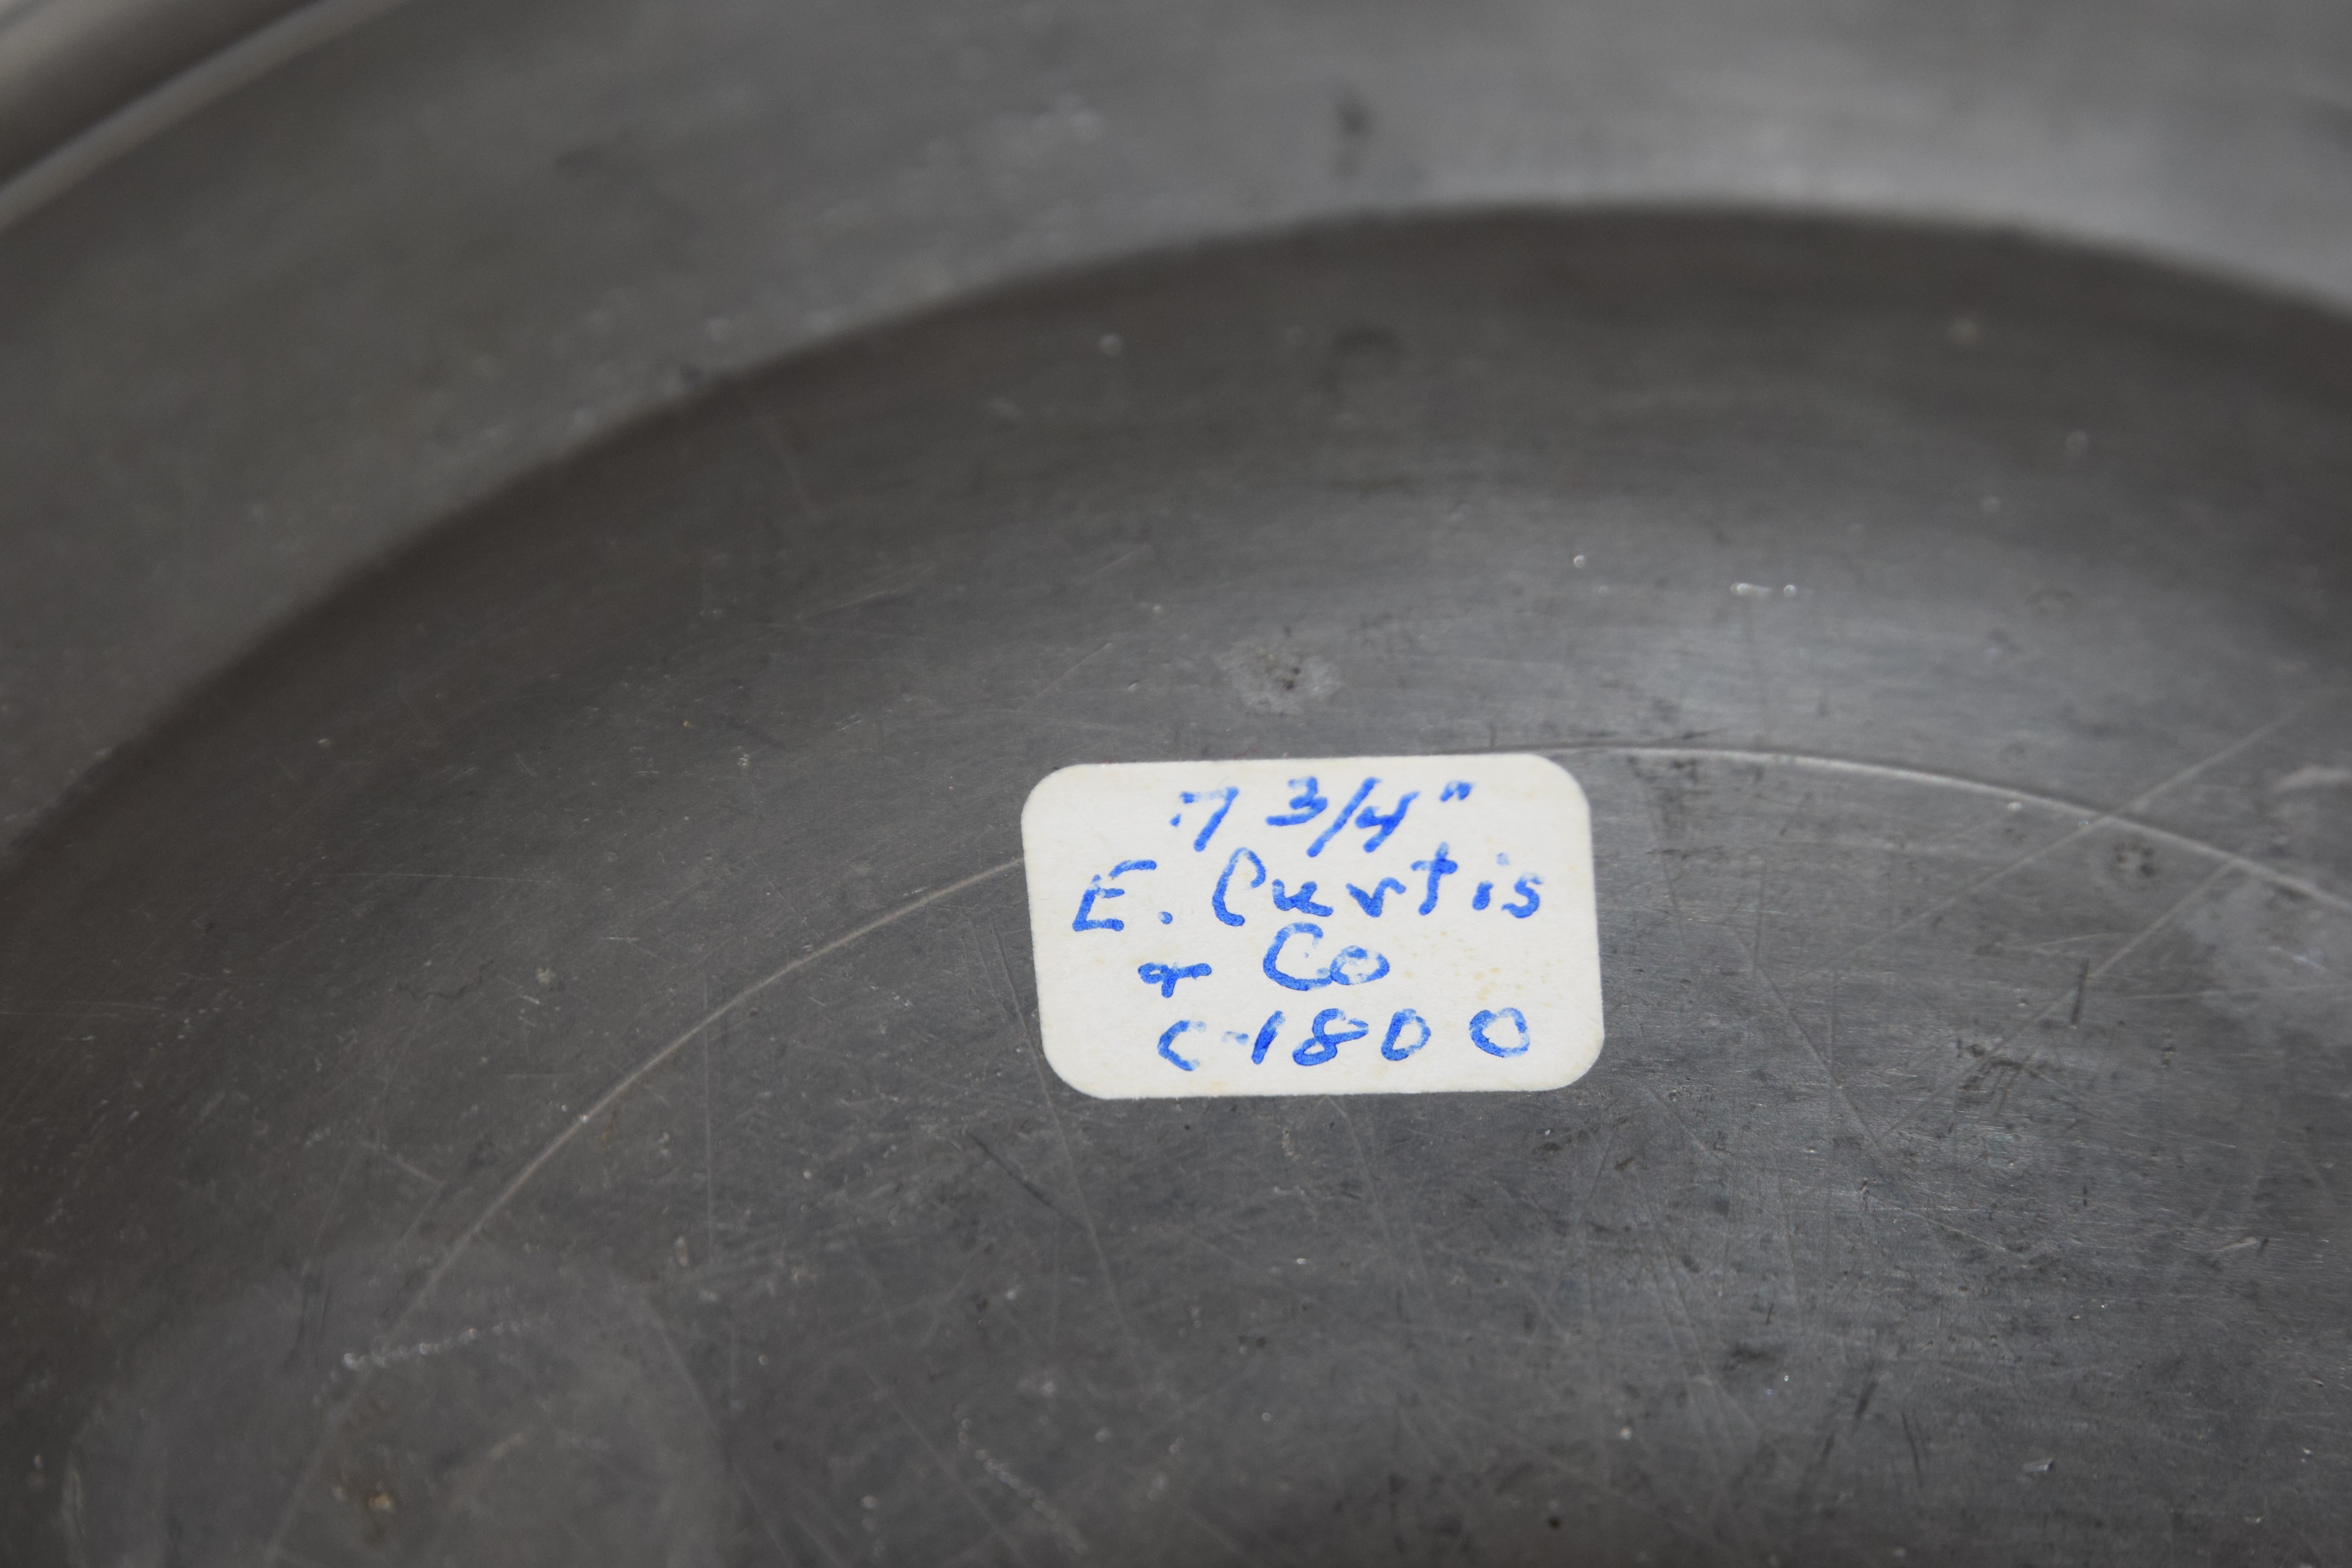 7 3/4"
E. Curtis
& Co
c-1800